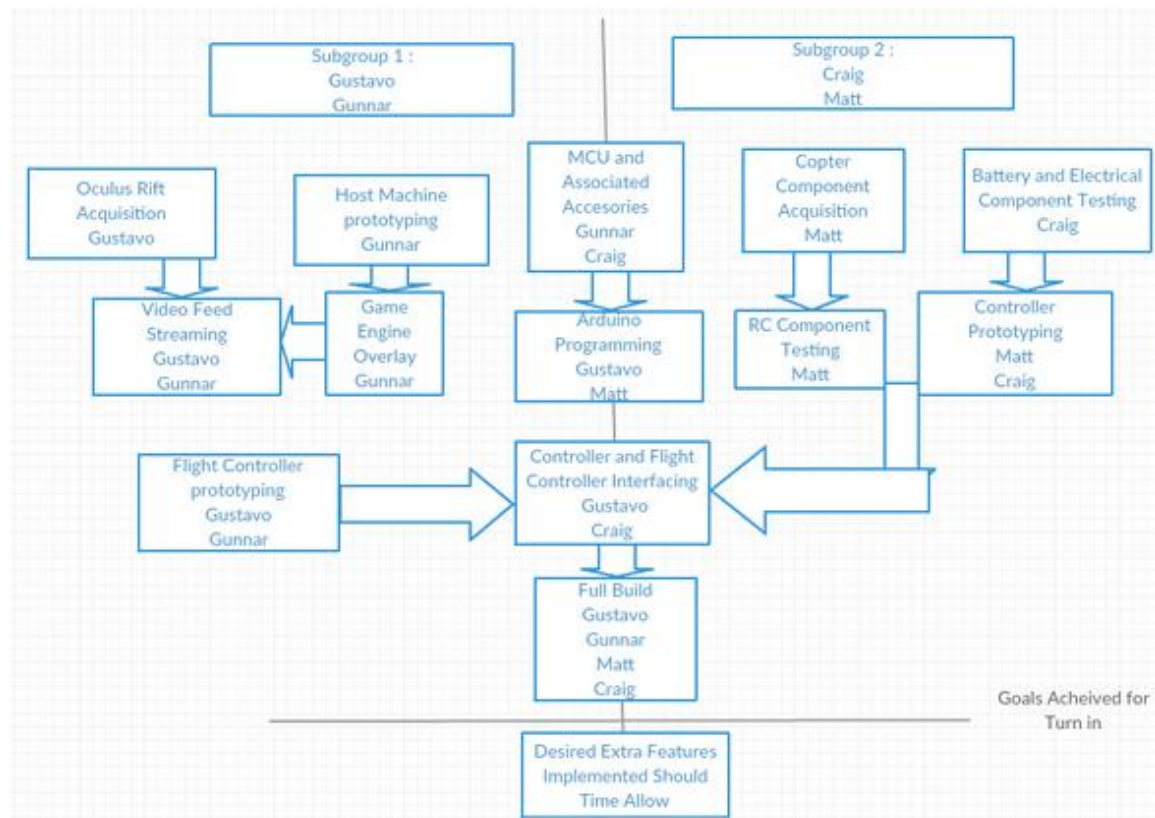 Subgroup 1 :
Gustavo
Gunnar
Subgroup 2 :
Craig
Matt
Oculus Rift
Acquisition
Gustavo
Host Machine
prototyping
Gunnar
MCU and
Associated
Accesories
Gunnar
Craig
Copter
Component
Acquisition
Matt
Battery and Electrical
Component Testing
Craig
Video Feed
Streaming
Gustavo
Gunnar
Game
Engine
Overlay
Gunnar
Arduino
Programming
Gustavo
Matt
RC Component
Testing
Matt
Controller
Prototyping
Matt
Craig
Flight Controller
prototyping
Gustavo
Gunnar
Controller and Flight
Controller Interfacing
Gustavo
Craig
Full Build
Gustavo
Gunnar
Matt
Craig
Goals Acheived for
Turn in
Desired Extra Features
Implemented Should
Time Allow